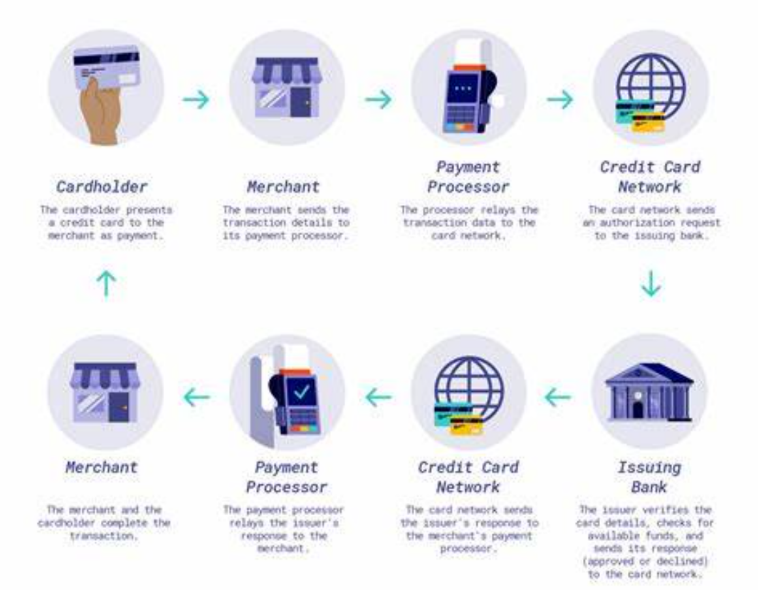 Cardholder
The cardholder presents
a credit card to the
merchant as payment.
Merchant
The merchant sends the
transaction details to
its payment processor.
Payment
Processor
The processor relays the
transaction data to the
card network.
Credit Card
Network
The card network sends
an authorization request
to the issuing bank.
Merchant
The merchant and the
cardholder complete the
transaction.
Payment
Processor
The payment processor
relays the issuer's
response to the
merchant.
Credit Card
Network
The card network sends
the issuer's response to
the merchant's payment
processor.
Issuing
Bank
The issuer verifies the
card details, checks for
available funds, and
sends its response
(approved or declined)
to the card network.